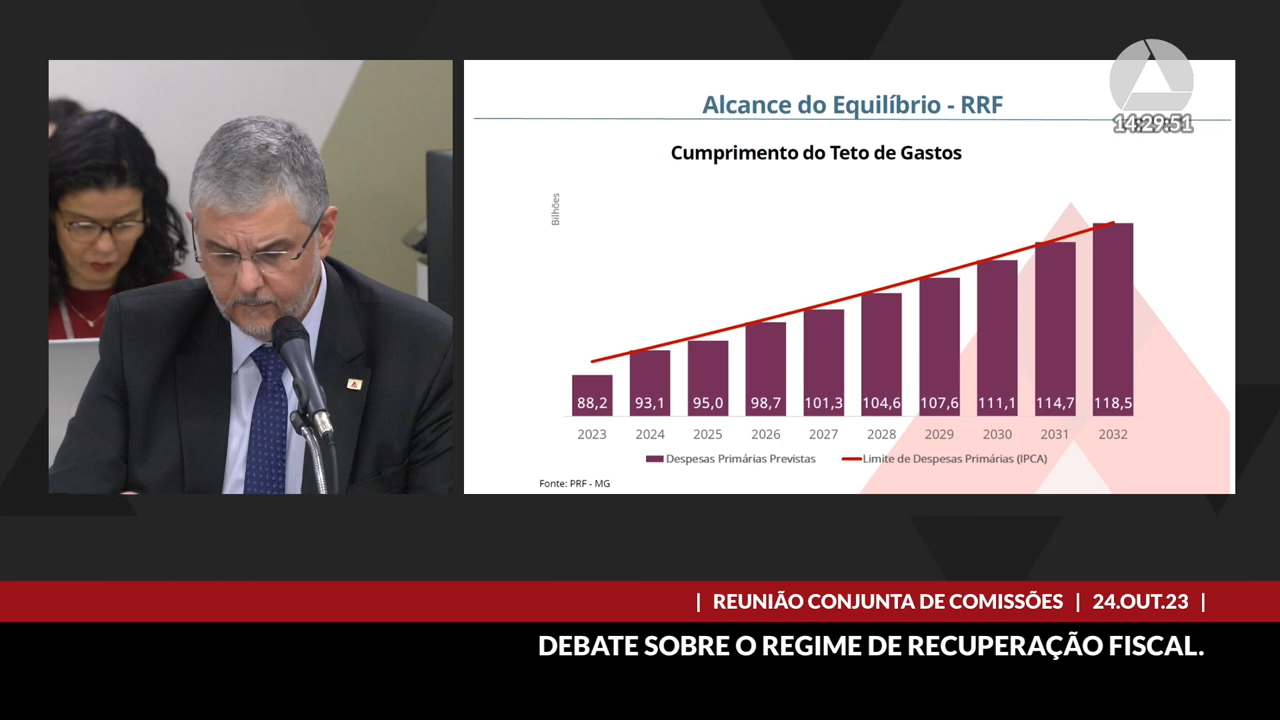 Alcance do Equilíbrio - RRF
14:29:51
Cumprimento do Teto de Gastos
Bilhões
88,2 93,1 95,0 98,7 101,3 104,6 107,6 111,1 114,7 118,5
2023 2024 2025 2026 2027 2028 2029 2030 2031 2032
Despesas Primárias Previstas Limite de Despesas Primárias (IPCA)
Fonte: PRF - MG
| REUNIÃO CONJUNTA DE COMISSÕES | 24.OUT.23 |
DEBATE SOBRE O REGIME DE RECUPERAÇÃO FISCAL.